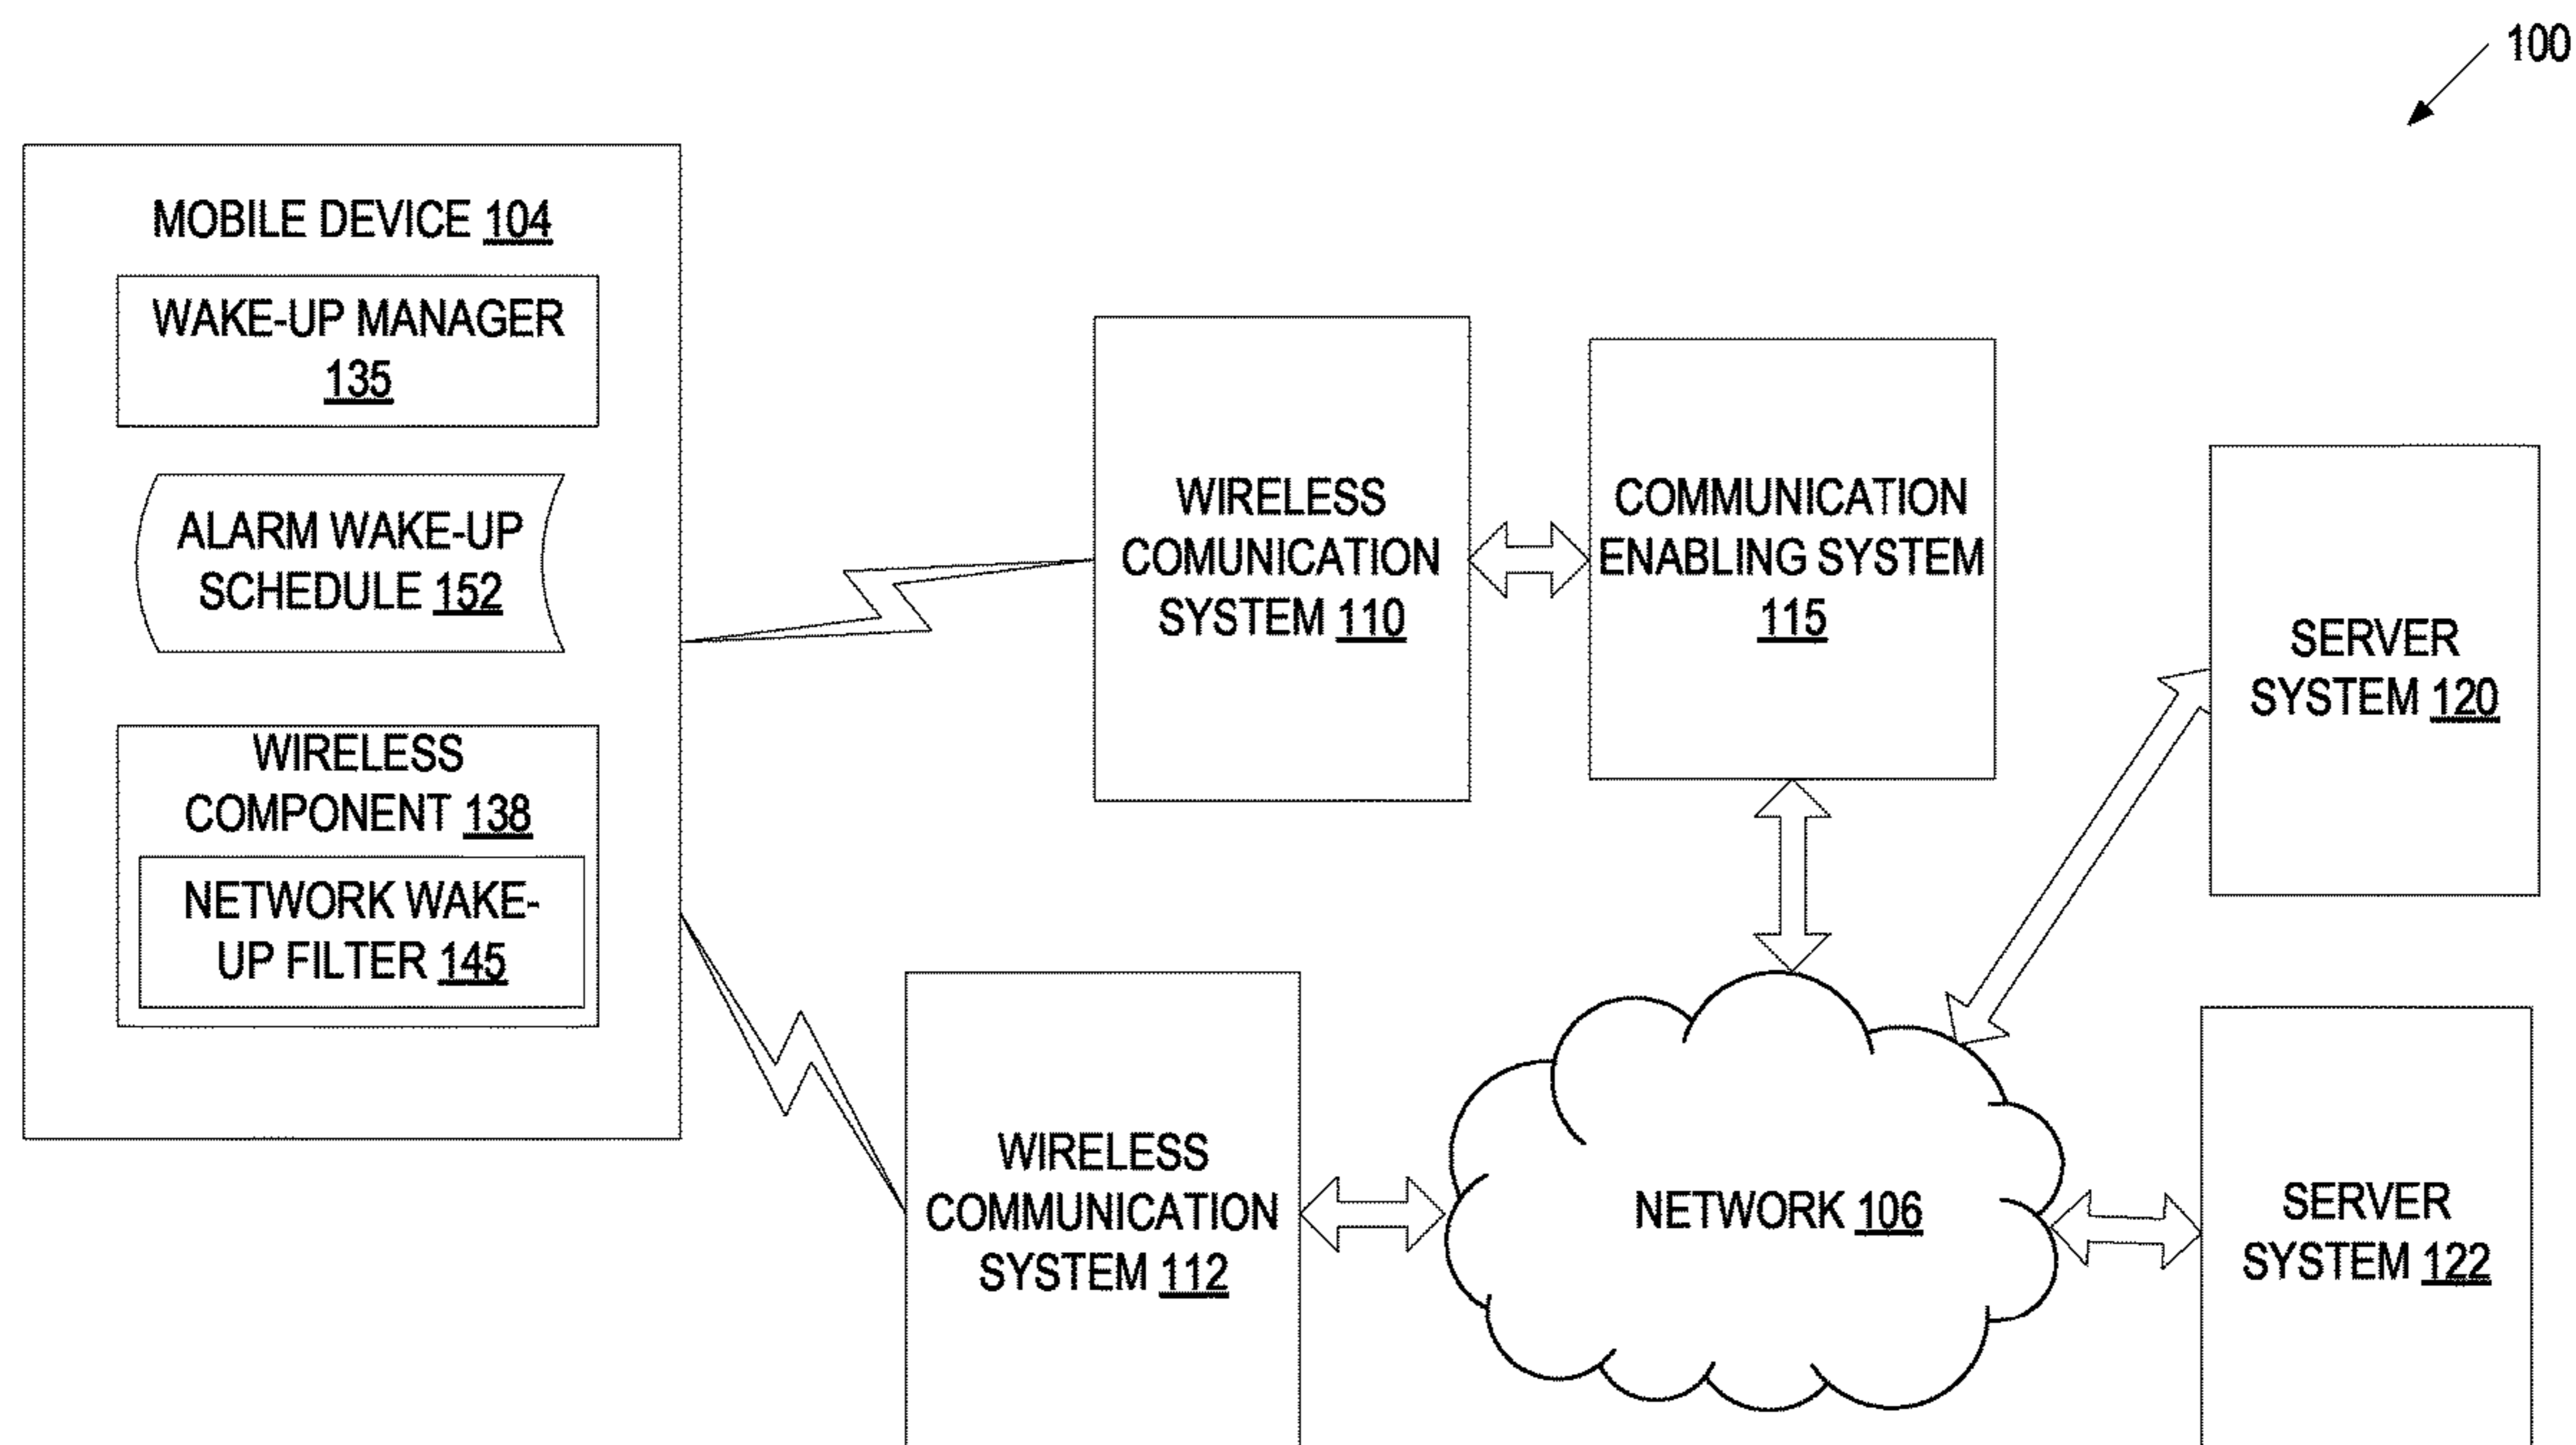 100
MOBILE DEVICE 104
WAKE-UP MANAGER
135
ALARM WAKE-UP
SCHEDULE 152
WIRELESS
COMPONENT 138
NETWORK WAKE-
UP FILTER 145
WIRELESS
COMUNICATION
SYSTEM 110
COMMUNICATION
ENABLING SYSTEM
115
SERVER
SYSTEM 120
WIRELESS
COMMUNICATION
SYSTEM 112
NETWORK 106
SERVER
SYSTEM 122